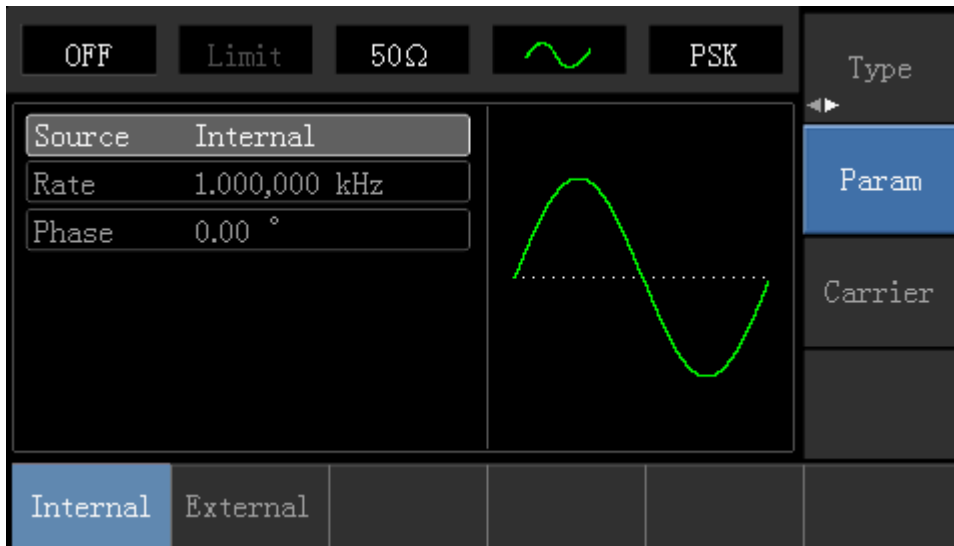 OFF Limit 50Ω PSK
Type
Source Internal
Rate 1.000,000 kHz
Phase 0.00 °
Param
Carrier
Internal External